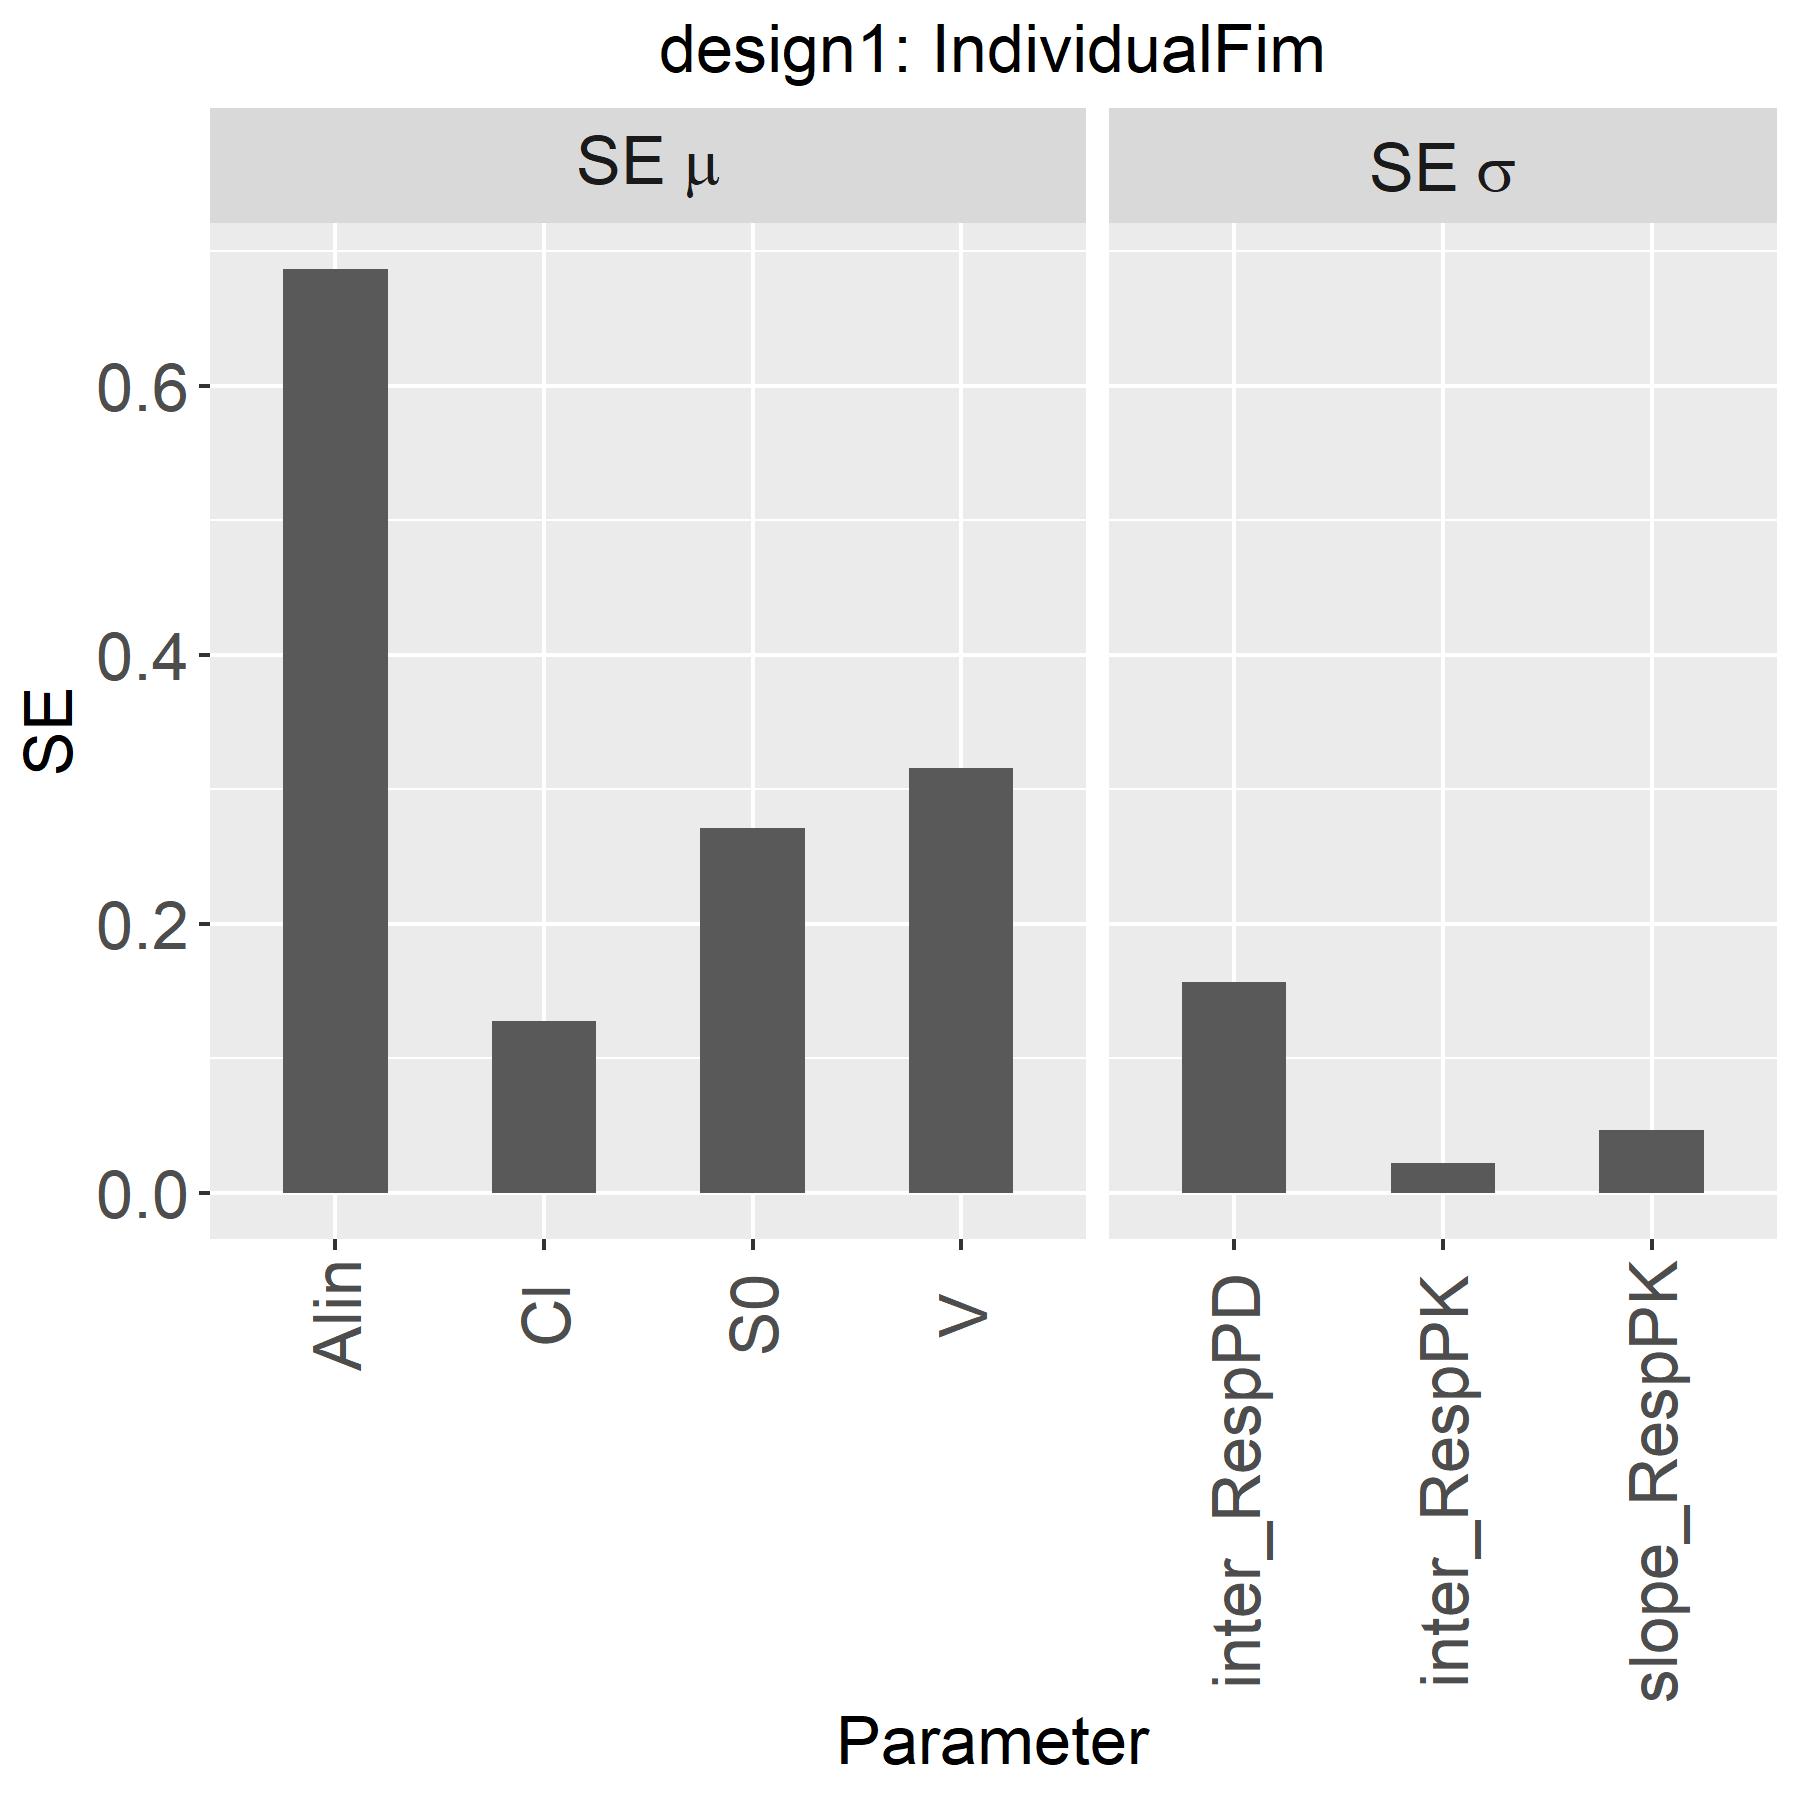 design1: IndividualFim
SE μ
SE σ
0.6
0.4
0.2
0.0
SE
Alin
Cl
S0
V
inter_RespPD
inter_RespPK
slope_RespPK
Parameter